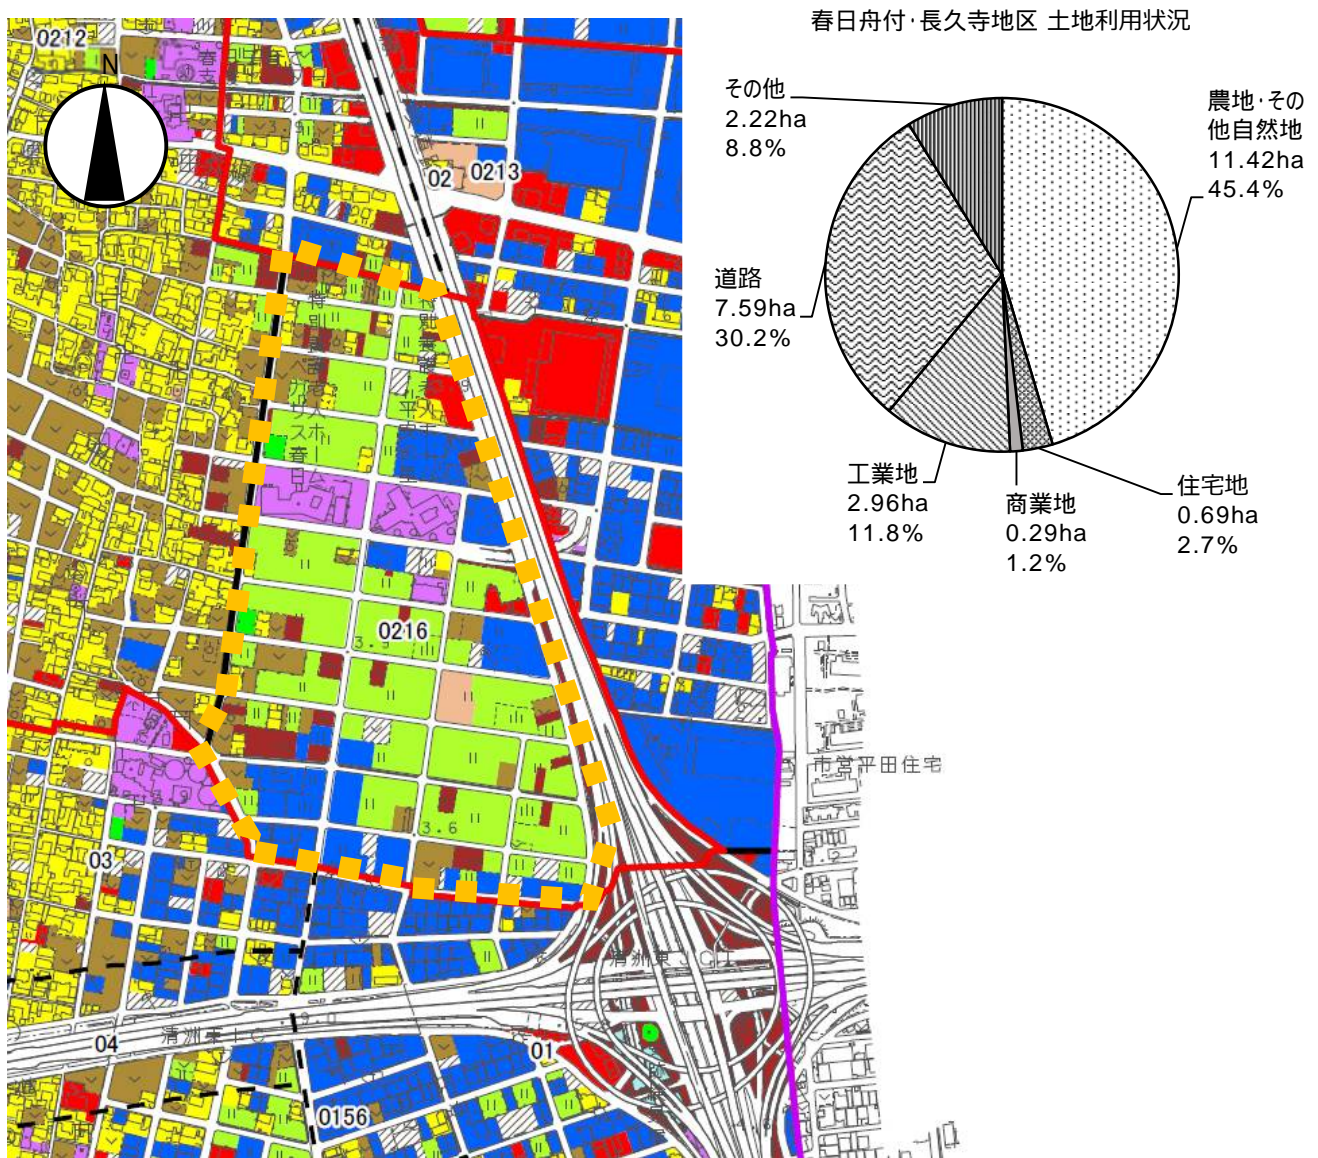 春日舟付・長久寺地区 土地利用状況
その他
2.22ha
8.8%
農地・その
他自然地
11.42ha
45.4%
道路
7.59ha
30.2%
工業地
2.96ha
11.8%
商業地
0.29ha
1.2%
住宅地
0.69ha
2.7%
0212
N
02
0213
0216
3.6
市営平田住宅
03
清洲東JCT
清洲東IC
04
01
0156